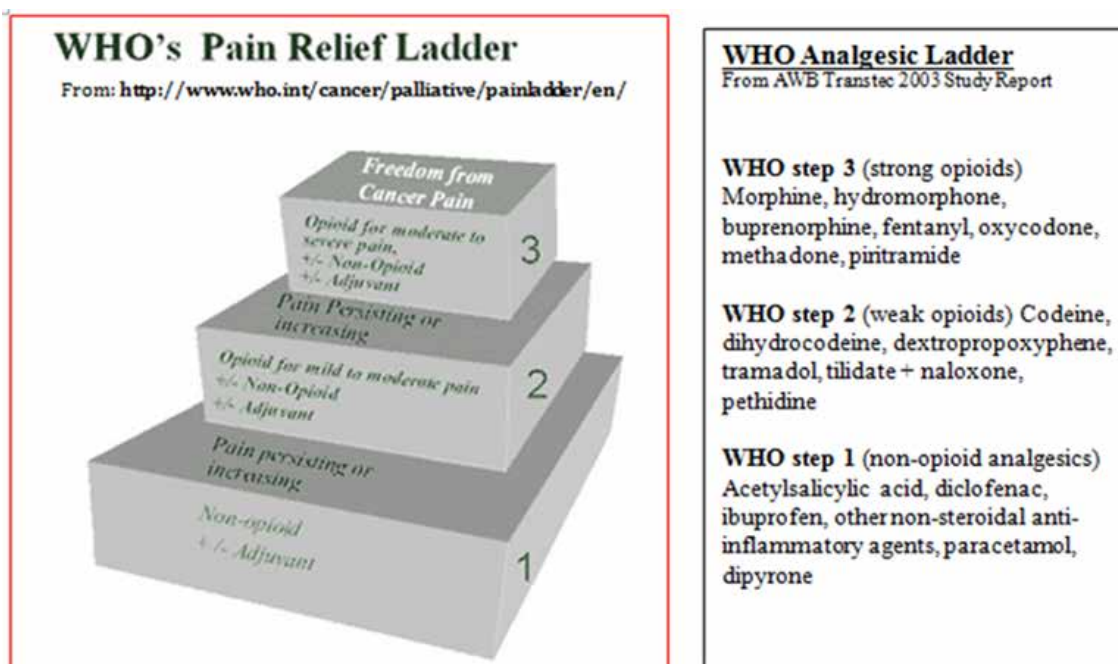 WHO's Pain Relief Ladder
From: http://www.who.int/cancer/palliative/painladder/en/
Freedom from
Cancer Pain
Opioid for moderate to
severe pain,
+/- Non-Opioid
+/- Adjuvant
3
Pain Persisting or
increasing
Opioid for mild to moderate pain
+/- Non-Opioid
+/- Adjuvant
2
Pain persisting or
increasing
Non-opioid
+/- Adjuvant
1
WHO Analgesic Ladder
From AWB Transtec 2003 Study Report
WHO step 3 (strong opioids)
Morphine, hydromorphone,
buprenorphine, fentanyl, oxycodone,
methadone, piritramide
WHO step 2 (weak opioids) Codeine,
dihydrocodeine, dextropropoxyphene,
tramadol, tilidate + naloxone,
pethidine
WHO step 1 (non-opioid analgesics)
Acetylsalicylic acid, diclofenac,
ibuprofen, other non-steroidal anti-
inflammatory agents, paracetamol,
dipyrone